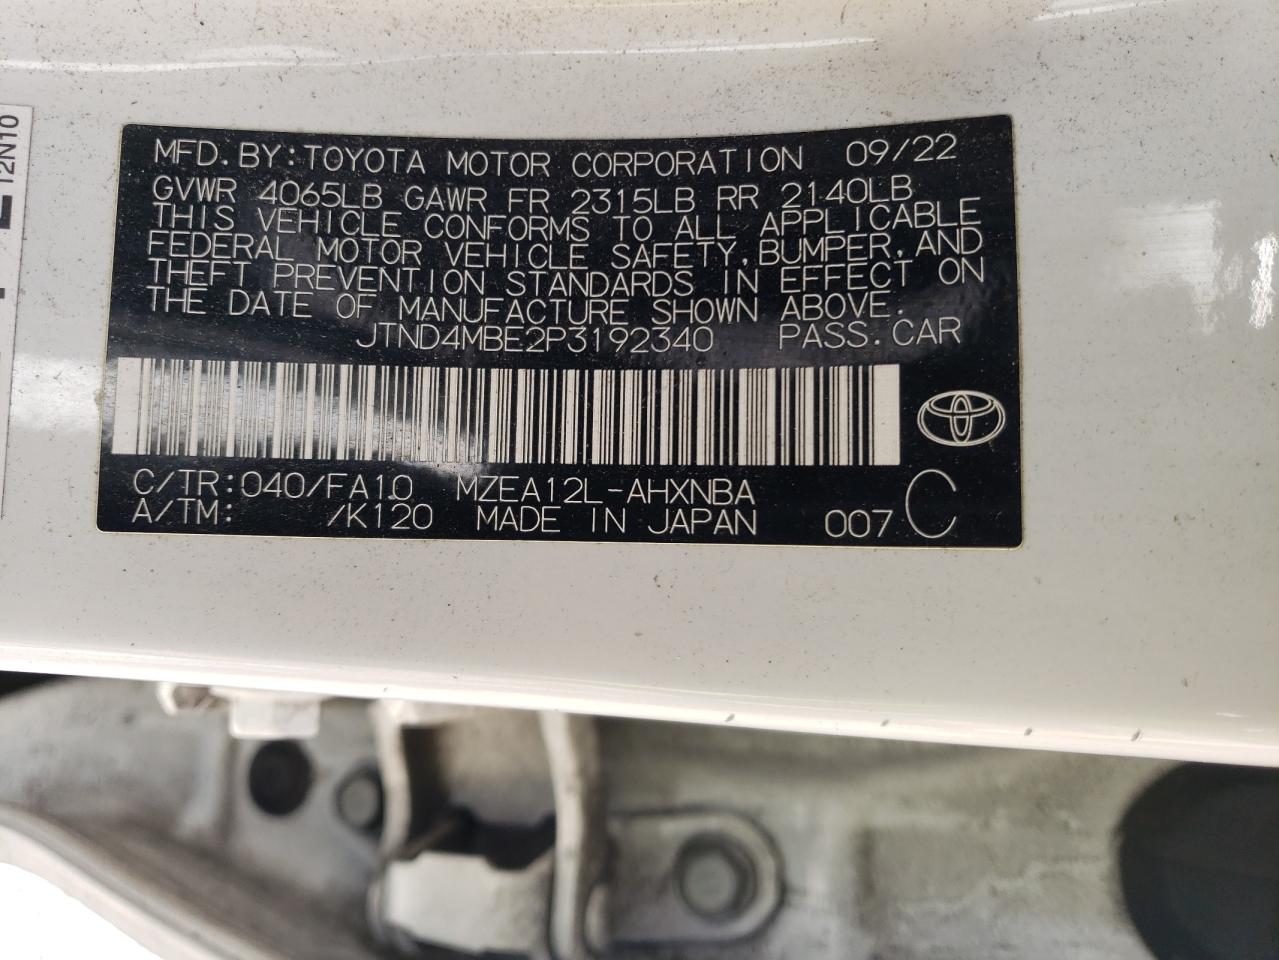 MFD.BY:TOYOTA MOTOR CORPORATION 09/22
GVWR 4065LB GAWR FR 2315LB RR 2140LB
THIS VEHICLE CONFORMS TO ALL APPLICABLE
FEDERAL MOTOR VEHICLE SAFETY,BUMPER,AND
THEFT PREVENTION STANDARDS IN EFFECT ON
THE DATE OF MANUFACTURE SHOWN ABOVE.
JTND4MBE2P3192340 PASS.CAR
C/TR:040/FA10 MZEA12L-AHXNBA
A/TM: /K120 MADE IN JAPAN 007 C
12N10